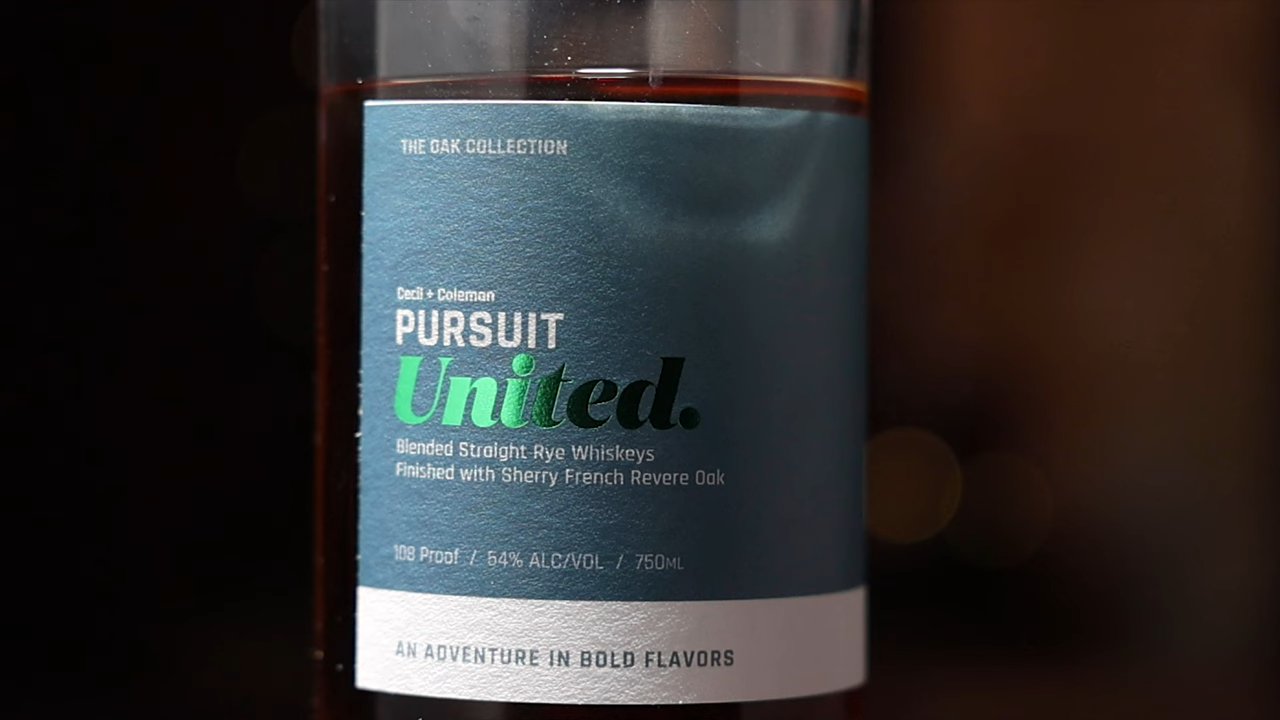 THE OAK COLLECTION
Cecil + Coleman
PURSUIT
United.
Blended Straight Rye Whiskeys
Finished with Sherry French Revere Oak
108 Proof / 54% ALC/VOL / 750ML
AN ADVENTURE IN BOLD FLAVORS